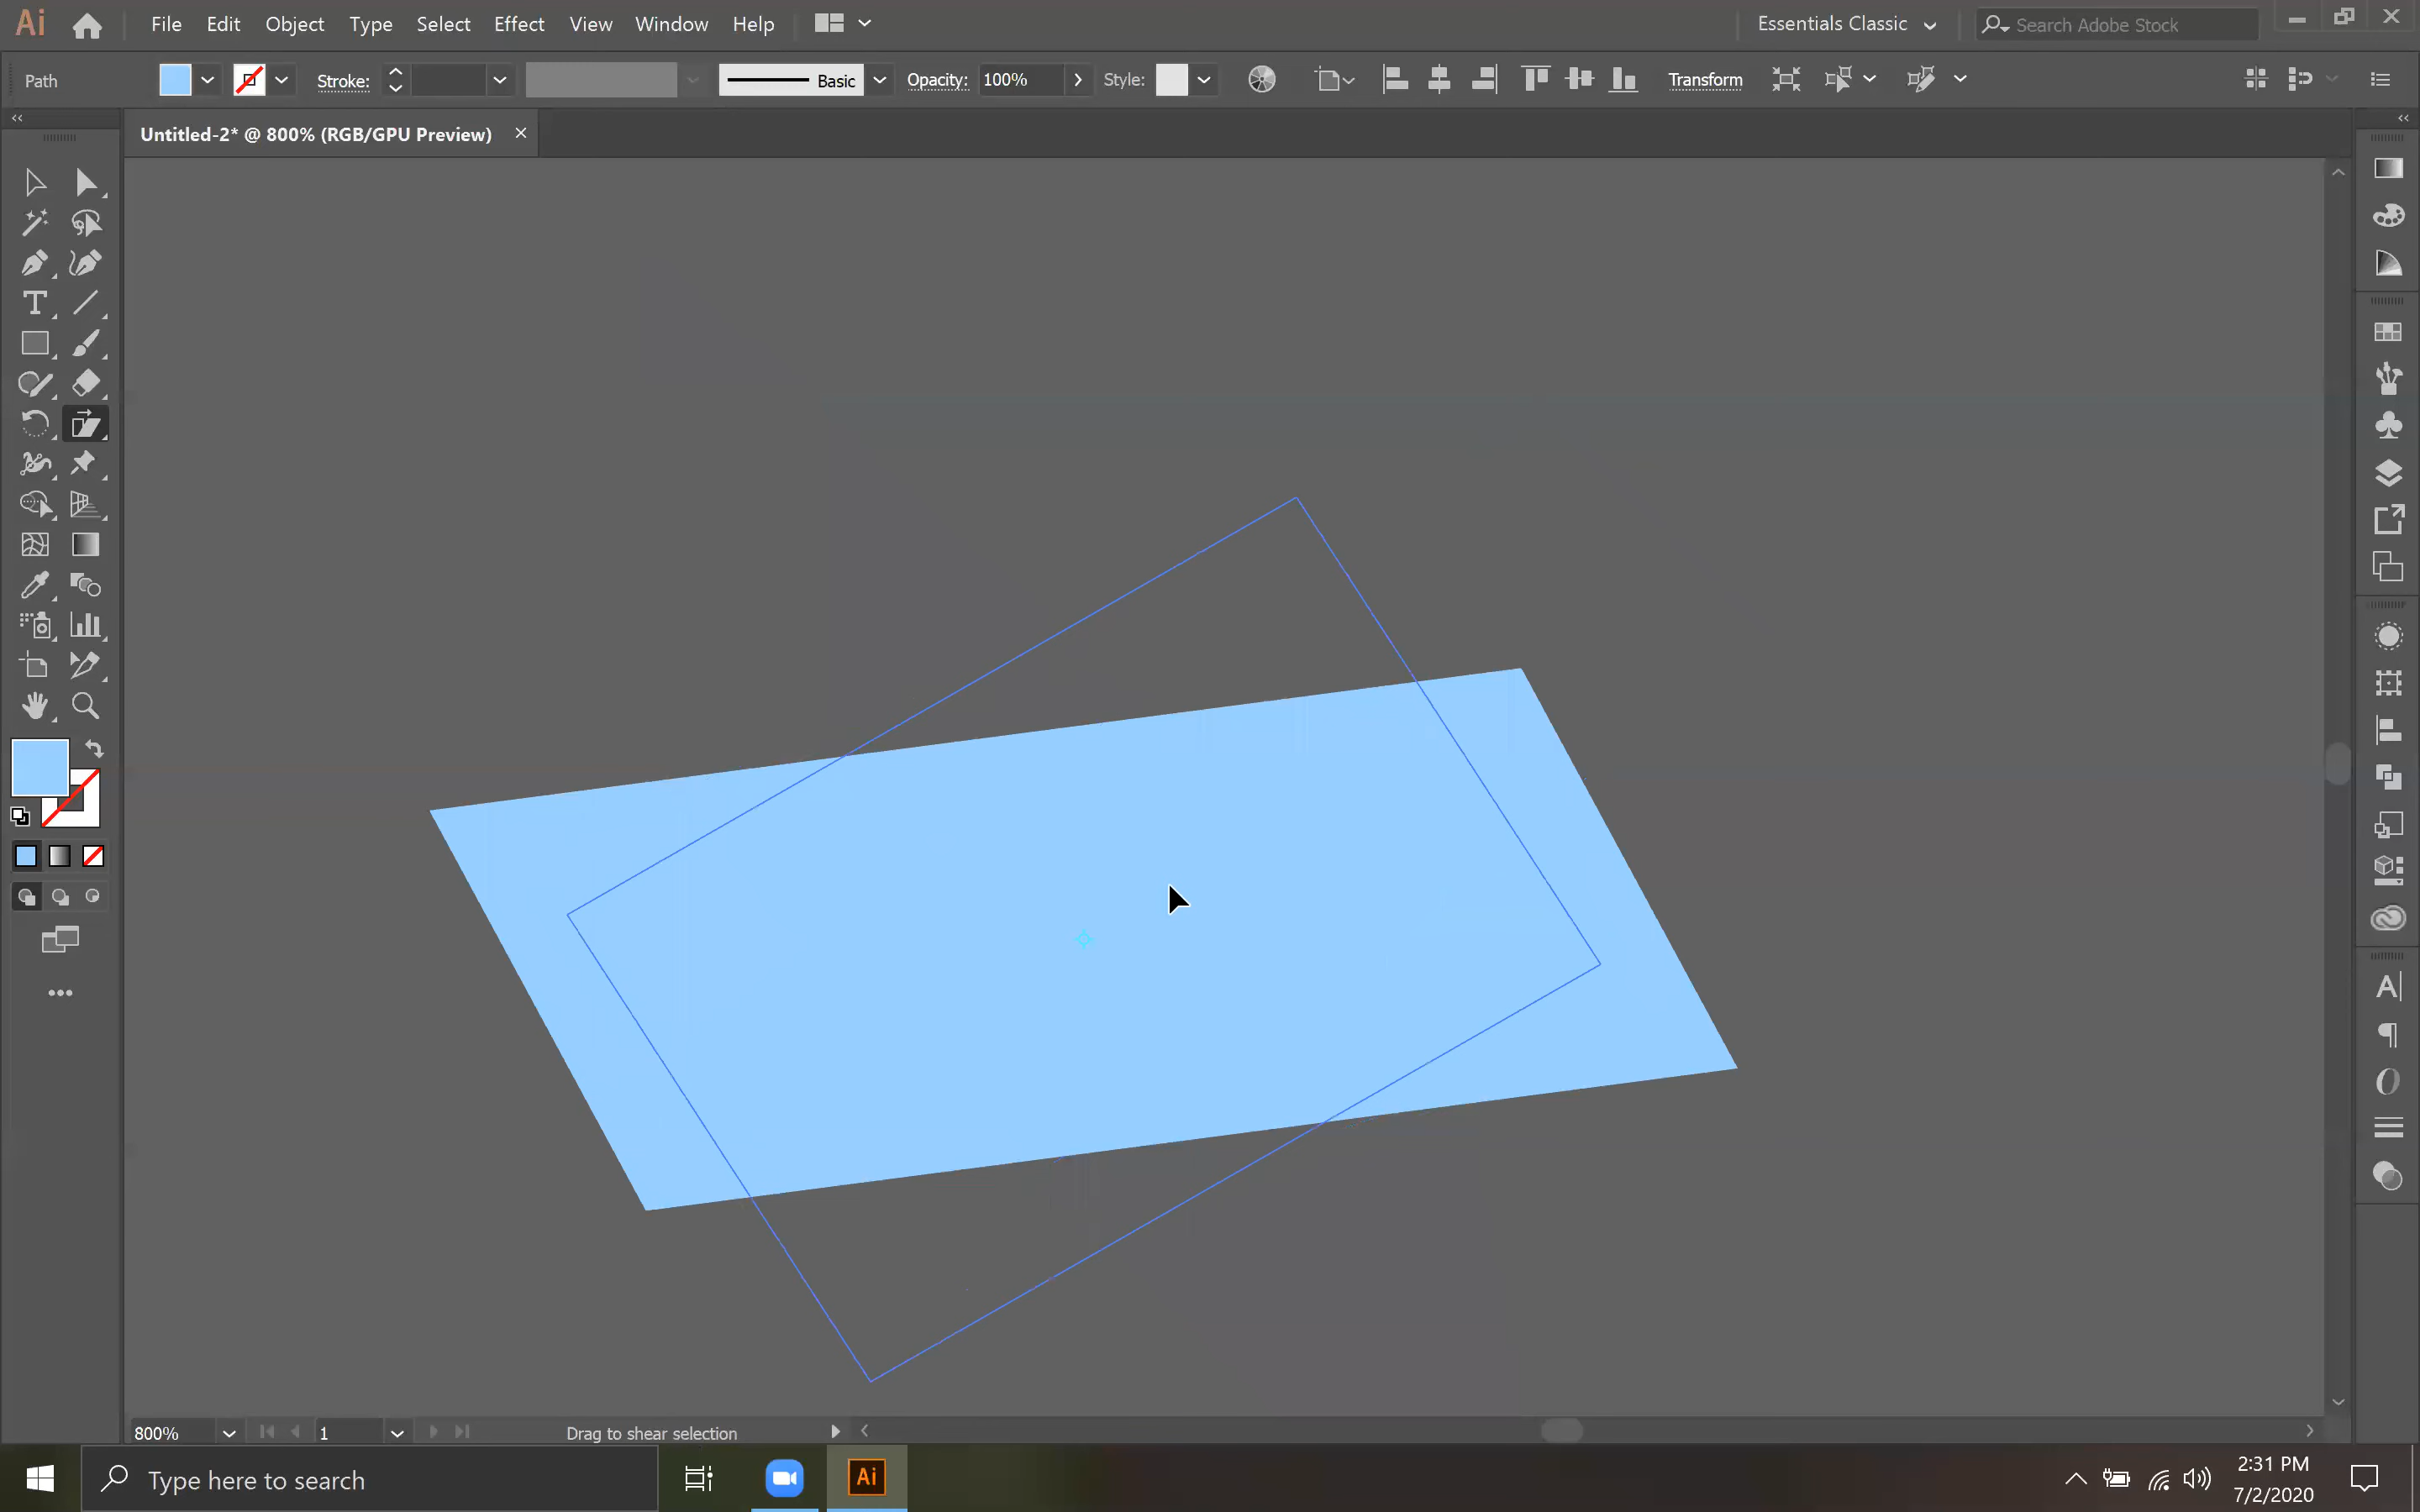 Ai File Edit Object Type Select Effect View Window Help Essentials Classic Search Adobe Stock
Path Stroke: Basic Opacity: 100% Style: Transform
Untitled-2* @ 800% (RGB/GPU Preview)
800% 1 Drag to shear selection
Type here to search Ai 2:31 PM
7/2/2020